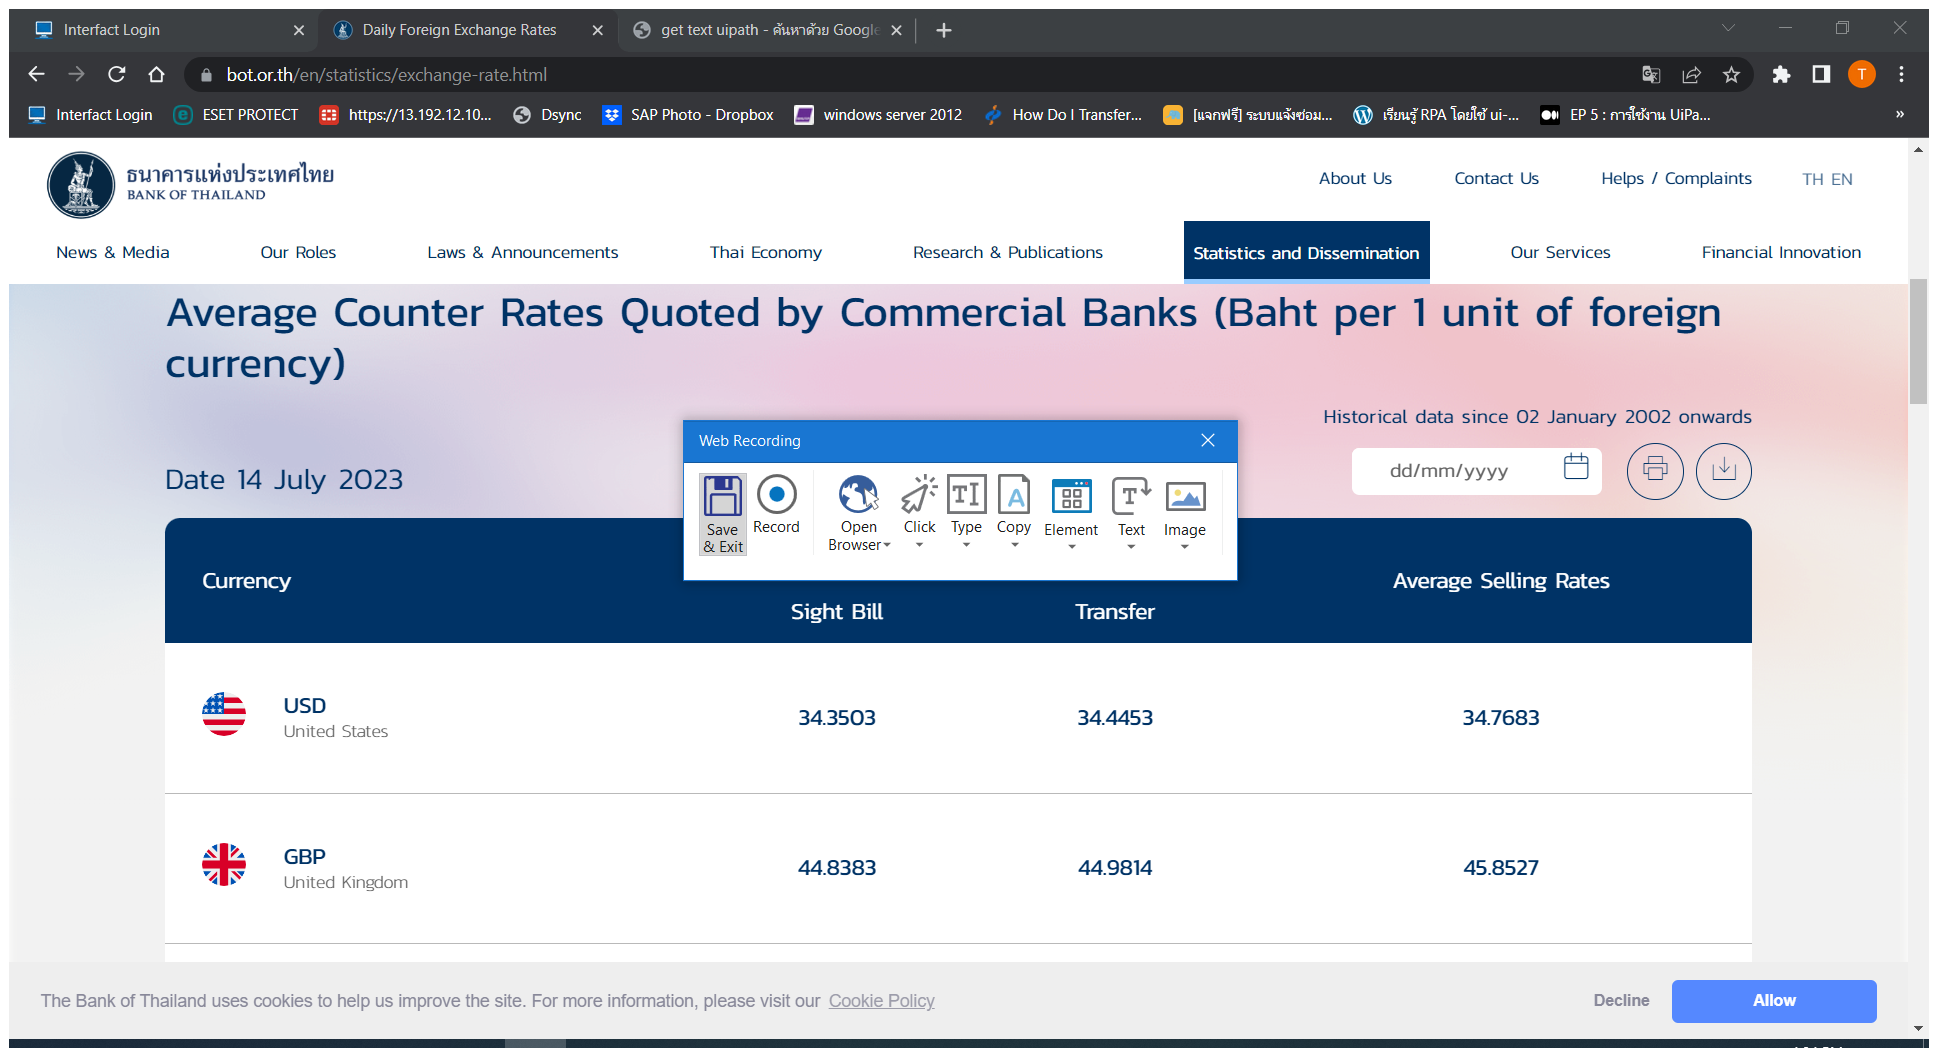 Interfact Login
Daily Foreign Exchange Rates
get text uipath - ค้นหาด้วย Google
bot.or.th/en/statistics/exchange-rate.html
T
Interfact Login
ESET PROTECT
https://13.192.12.10...
Dsync
SAP Photo - Dropbox
windows server 2012
How Do I Transfer...
[แจกฟรี] ระบบแจ้งซ่อม...
เรียนรู้ RPA โดยใช้ ui-...
EP 5 : การใช้งาน UiPa...
»
ธนาคารแห่งประเทศไทย
BANK OF THAILAND
About Us
Contact Us
Helps / Complaints
TH EN
News & Media
Our Roles
Laws & Announcements
Thai Economy
Research & Publications
Statistics and Dissemination
Our Services
Financial Innovation
Average Counter Rates Quoted by Commercial Banks (Baht per 1 unit of foreign
currency)
Historical data since 02 January 2002 onwards
Date 14 July 2023
dd/mm/yyyy
Web Recording
Save
& Exit
Record
Open
Browser
Click
Type
Copy
Element
Text
Image
Currency
Sight Bill
Transfer
Average Selling Rates
USD
United States
34.3503
34.4453
34.7683
GBP
United Kingdom
44.8383
44.9814
45.8527
The Bank of Thailand uses cookies to help us improve the site. For more information, please visit our Cookie Policy
Decline
Allow